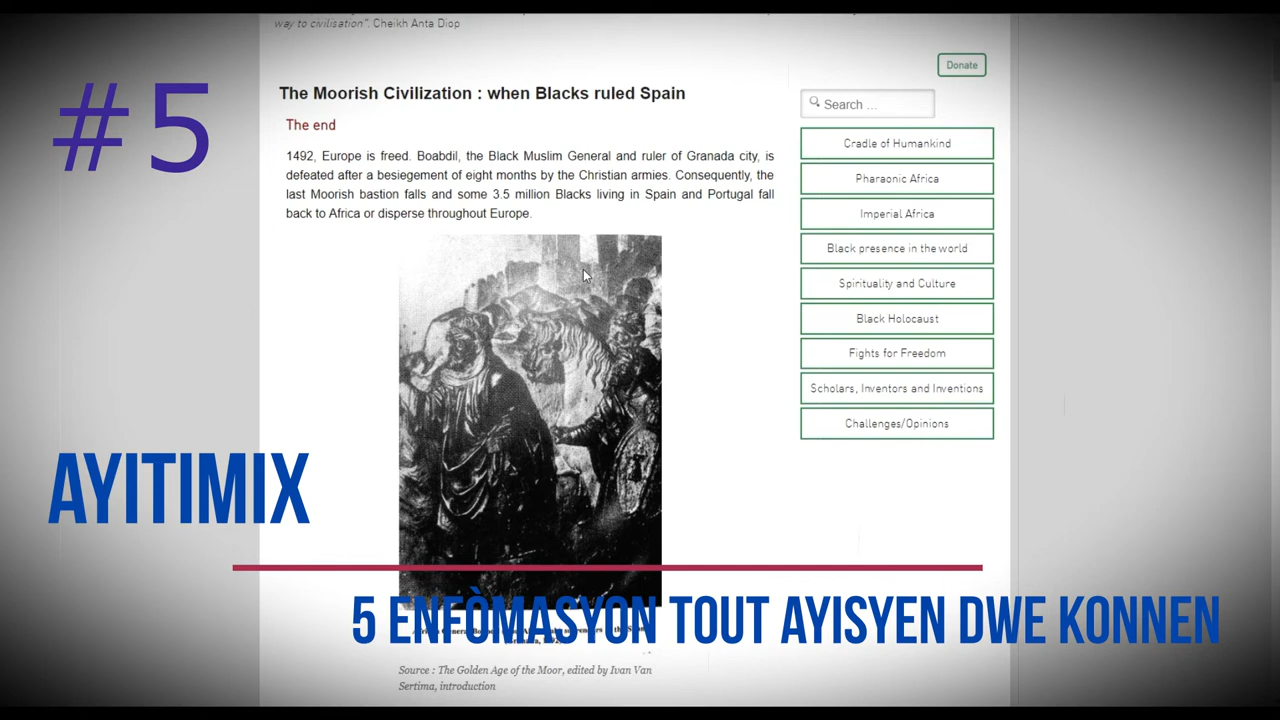 way to civilisation". Cheikh Anta Diop
Donate
#5
The Moorish Civilization : when Blacks ruled Spain
The end
1492, Europe is freed. Boabdil, the Black Muslim General and ruler of Granada city, is
defeated after a besiegement of eight months by the Christian armies. Consequently, the
last Moorish bastion falls and some 3.5 million Blacks living in Spain and Portugal fall
back to Africa or disperse throughout Europe.
Search ...
Cradle of Humankind
Pharaonic Africa
Imperial Africa
Black presence in the world
Spirituality and Culture
Black Holocaust
Fights for Freedom
Scholars, Inventors and Inventions
Challenges/Opinions
AYITIMIX
5 ENFÒMASYON TOUT AYISYEN DWE KONNEN
Source : The Golden Age of the Moor, edited by Ivan Van
Sertima, introduction